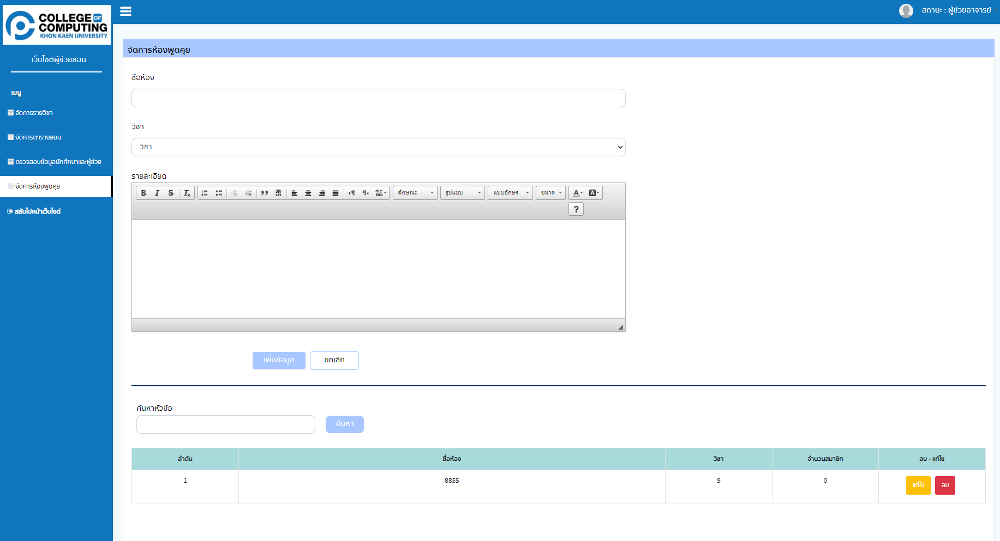 COLLEGE OF
COMPUTING
KHON KAEN UNIVERSITY
สถานะ : ผู้ช่วยอาจารย์
เว็บไซต์ผู้ช่วยสอน
เมนู
จัดการรายวิชา
จัดการตารางสอน
ตรวจสอบข้อมูลนักศึกษาและผู้ช่วย
จัดการห้องพูดคุย
สลับไปหน้าเว็บไซต์
จัดการห้องพูดคุย
ชื่อห้อง
วิชา
วิชา
รายละเอียด
B I S Tx DIV 話 ลักษณะ รูปแบบ แบบอักษร ขนาด A A
?
เพิ่มข้อมูล ยกเลิก
ค้นหาหัวข้อ
ค้นหา
ลำดับ ชื่อห้อง วิชา จำนวนสมาชิก ลบ - แก้ไข
1 8855 9 0 แก้ไข ลบ